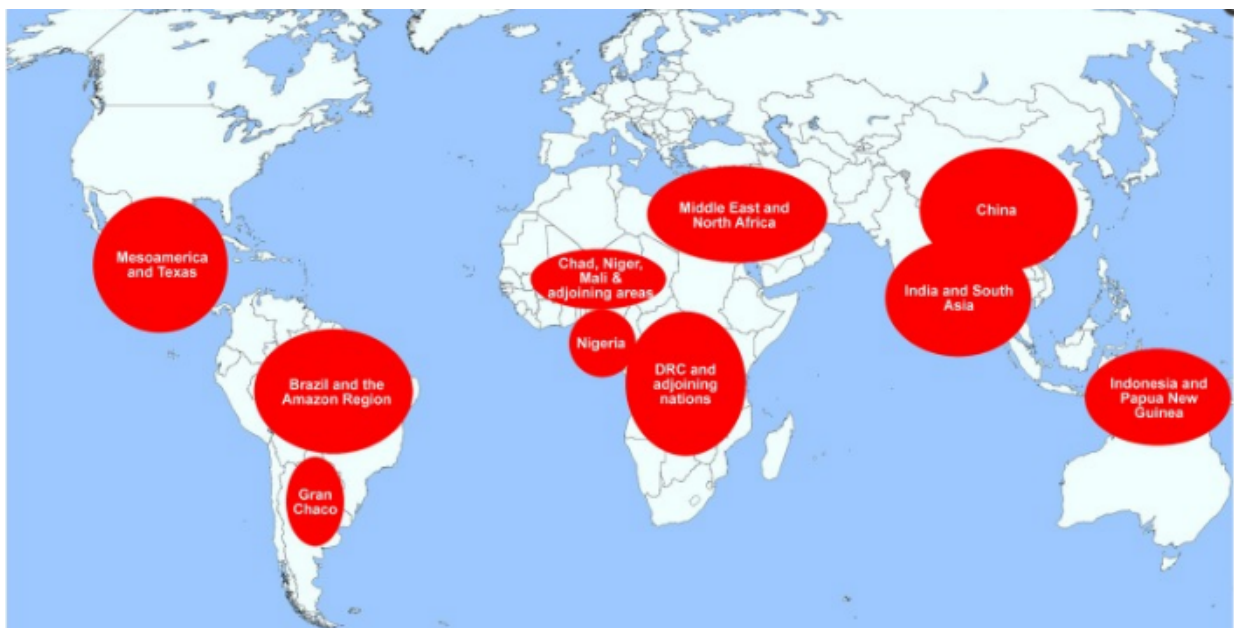 Mesoamerica
and Texas
Brazil and the
Amazon Region
Gran
Chaco
Middle East and
North Africa
Chad, Niger,
Mali &
adjoining areas
Nigeria
DRC and
adjoining
nations
China
India and South
Asia
Indonesia and
Papua New
Guinea